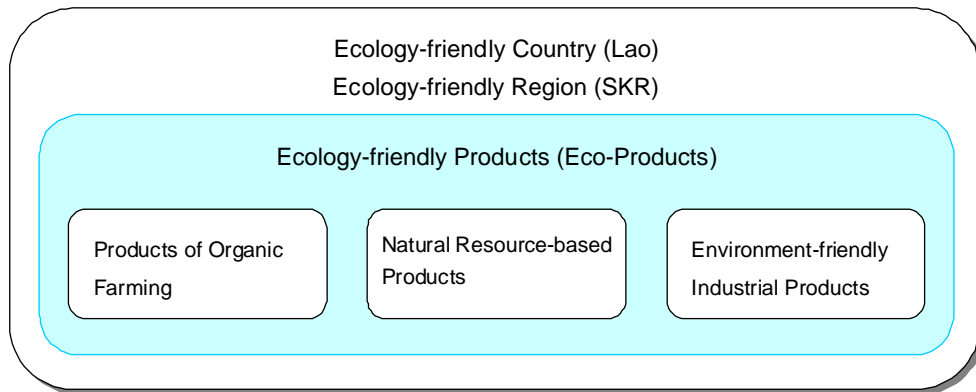 Ecology-friendly Country (Lao)
Ecology-friendly Region (SKR)
Ecology-friendly Products (Eco-Products)
Products of Organic
Farming
Natural Resource-based
Products
Environment-friendly
Industrial Products